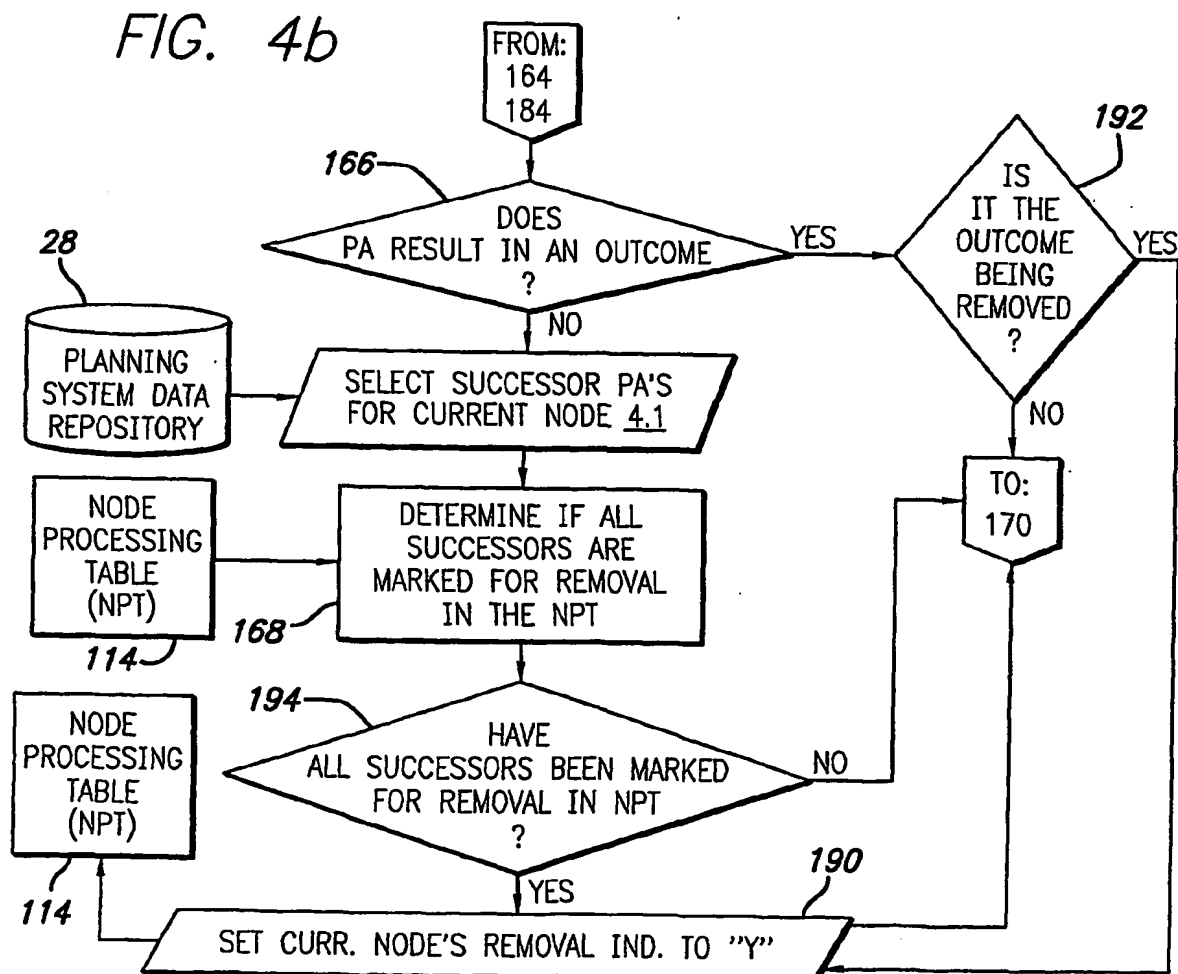 FIG. 4b
FROM:
164
184
166
DOES
PA RESULT IN AN OUTCOME
?
YES
NO
192
IS
IT THE
OUTCOME
BEING
REMOVED
?
YES
NO
28
PLANNING
SYSTEM DATA
REPOSITORY
SELECT SUCCESSOR PA'S
FOR CURRENT NODE 4.1
TO:
170
NODE
PROCESSING
TABLE
(NPT)
114
DETERMINE IF ALL
SUCCESSORS ARE
MARKED FOR REMOVAL
IN THE NPT
168
194
HAVE
ALL SUCCESSORS BEEN MARKED
FOR REMOVAL IN NPT
?
NO
YES
NODE
PROCESSING
TABLE
(NPT)
114
190
SET CURR. NODE'S REMOVAL IND. TO "Y"